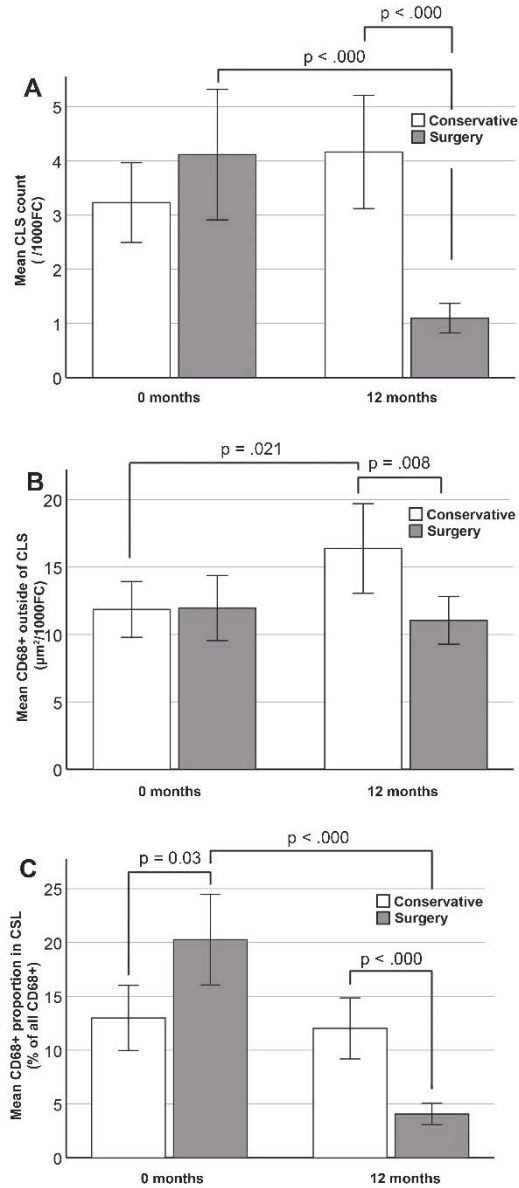 p < .000
p < .000
A
Conservative
Surgery
5
4
3
2
1
0
Mean CLS count
( /1000FC)
0 months
12 months
p = .021
p = .008
B
Conservative
Surgery
20
15
10
5
0
Mean CD68+ outside of CLS
(µm²/1000FC)
0 months
12 months
p < .000
p = 0.03
C
Conservative
Surgery
p < .000
25
20
15
10
5
0
Mean CD68+ proportion in CSL
(% of all CD68+)
0 months
12 months